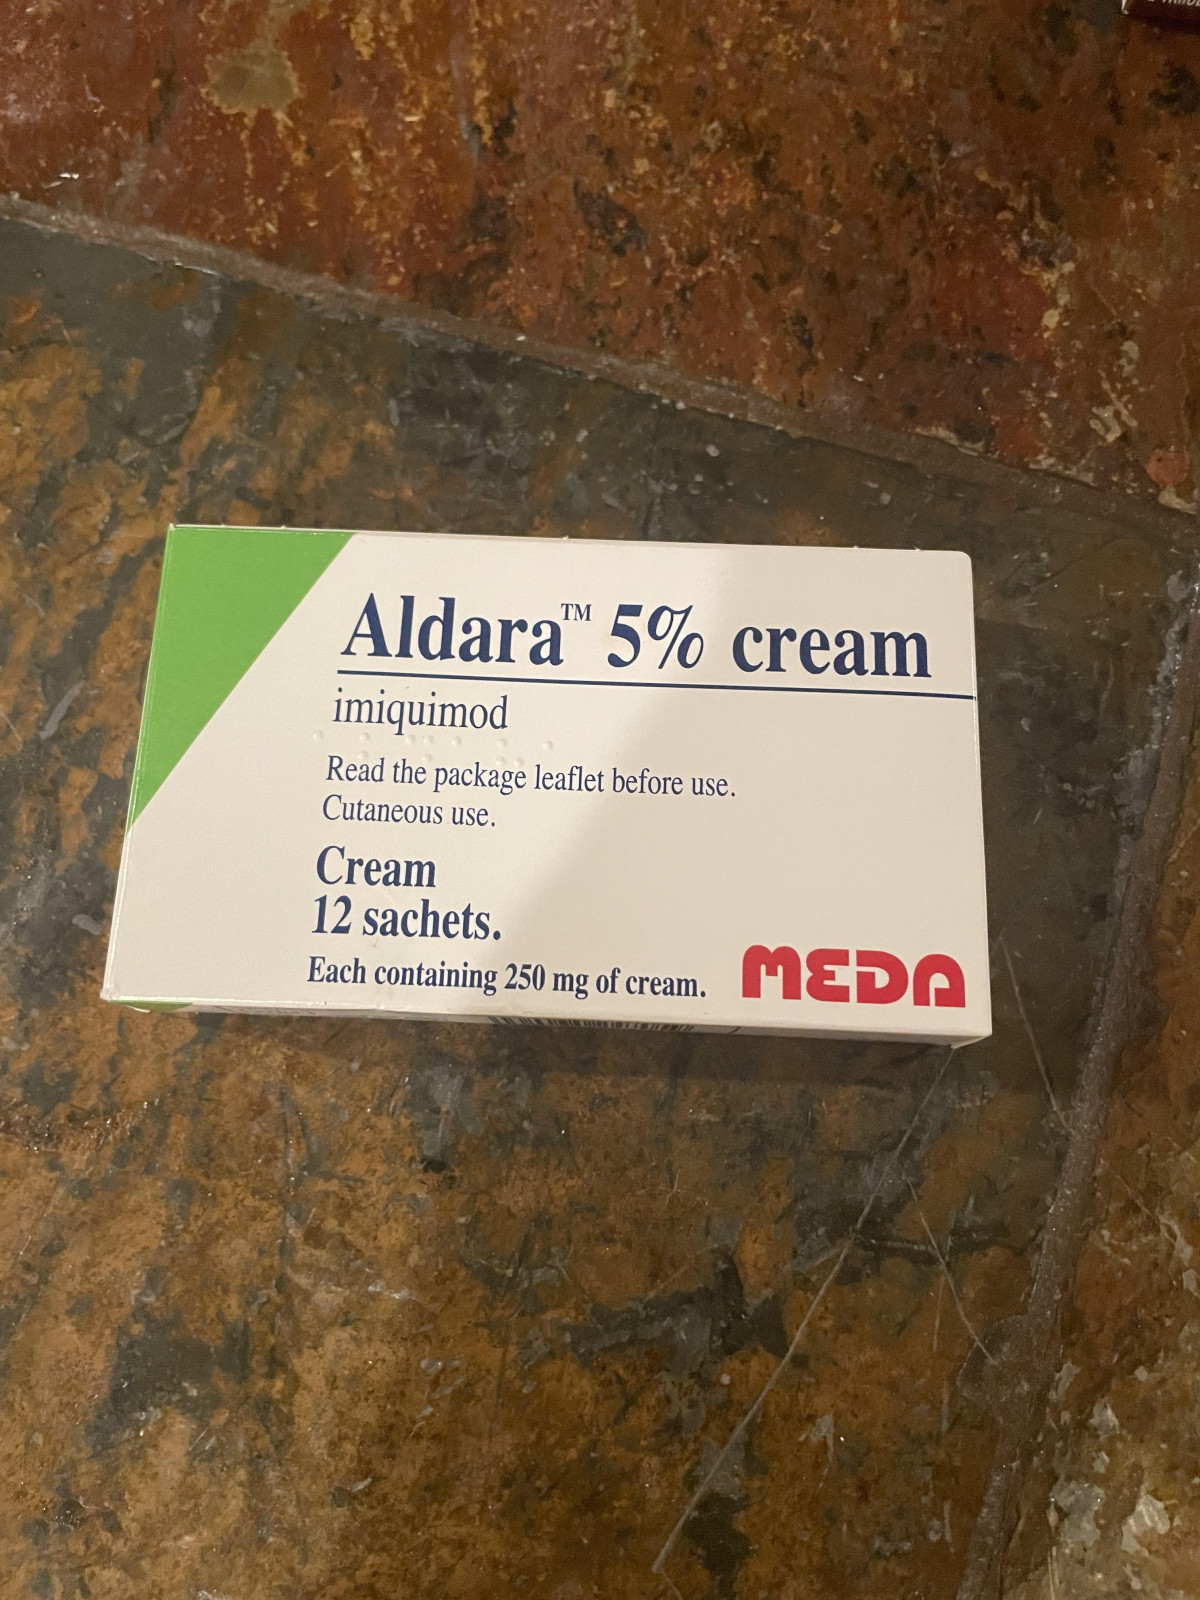 Aldara™ 5% cream
imiquimod
Read the package leaflet before use.
Cutaneous use.
Cream
12 sachets.
Each containing 250 mg of cream.
MEDA